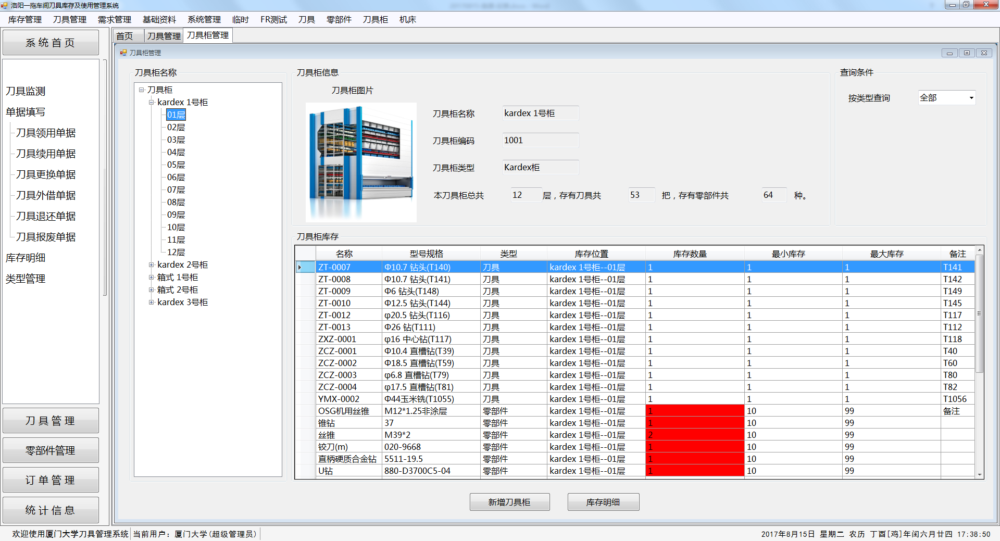 洛阳一拖车间刀具库存及使用管理系统
库存管理 刀具管理 需求管理 基础资料 系统管理 临时 FR测试 刀具 零部件 刀具柜 机床
系 统 首 页
刀具监测
单据填写
刀具领用单据
刀具续用单据
刀具更换单据
刀具外借单据
刀具退还单据
刀具报废单据
库存明细
类型管理
刀 具 管 理
零部件管理
订 单 管 理
统 计 信 息
首页 刀具管理 刀具柜管理
刀具柜管理
刀具柜名称
刀具柜
kardex 1号柜
01层
02层
03层
04层
05层
06层
07层
08层
09层
10层
11层
12层
kardex 2号柜
箱式 1号柜
箱式 2号柜
kardex 3号柜
刀具柜信息
刀具柜图片
刀具柜名称 kardex 1号柜
刀具柜编码 1001
刀具柜类型 Kardex柜
本刀具柜总共 12 层，存有刀具共 53 把，存有零部件共 64 种。
查询条件
按类型查询 全部
刀具柜库存
名称 型号规格 类型 库存位置 库存数量 最小库存 最大库存 备注
ZT-0007 Φ10.7 钻头(T140) 刀具 kardex 1号柜--01层 1 1 1 T141
ZT-0008 Φ10.7 钻头(T141) 刀具 kardex 1号柜--01层 1 1 1 T142
ZT-0009 Φ6 钻头(T148) 刀具 kardex 1号柜--01层 1 1 1 T149
ZT-0010 Φ12.5 钻头(T144) 刀具 kardex 1号柜--01层 1 1 1 T145
ZT-0012 φ20.5 钻头(T116) 刀具 kardex 1号柜--01层 1 1 1 T117
ZT-0013 Φ26 钻(T111) 刀具 kardex 1号柜--01层 1 1 1 T112
ZXZ-0001 φ16 中心钻(T117) 刀具 kardex 1号柜--01层 1 1 1 T118
ZCZ-0001 Φ10.4 直槽钻(T39) 刀具 kardex 1号柜--01层 1 1 1 T40
ZCZ-0002 Φ18.5 直槽钻(T59) 刀具 kardex 1号柜--01层 1 1 1 T60
ZCZ-0003 φ6.8 直槽钻(T79) 刀具 kardex 1号柜--01层 1 1 1 T80
ZCZ-0004 φ17.5 直槽钻(T81) 刀具 kardex 1号柜--01层 1 1 1 T82
YMX-0002 Φ44玉米铣(T1055) 刀具 kardex 1号柜--01层 1 1 1 T1056
OSG机用丝锥 M12*1.25非涂层 零部件 kardex 1号柜--01层 1 10 99 备注
锥钻 37 零部件 kardex 1号柜--01层 1 10 99
丝锥 M39*2 零部件 kardex 1号柜--01层 2 10 99
铰刀(m) 020-9668 零部件 kardex 1号柜--01层 1 10 99
直柄硬质合金钻 5511-19.5 零部件 kardex 1号柜--01层 1 10 99
U钻 880-D3700C5-04 零部件 kardex 1号柜--01层 1 10 99
新增刀具柜 库存明细
欢迎使用厦门大学刀具管理系统 当前用户：厦门大学(超级管理员) 2017年8月15日 星期二 农历 丁酉[鸡]年闰六月廿四 17:38:50